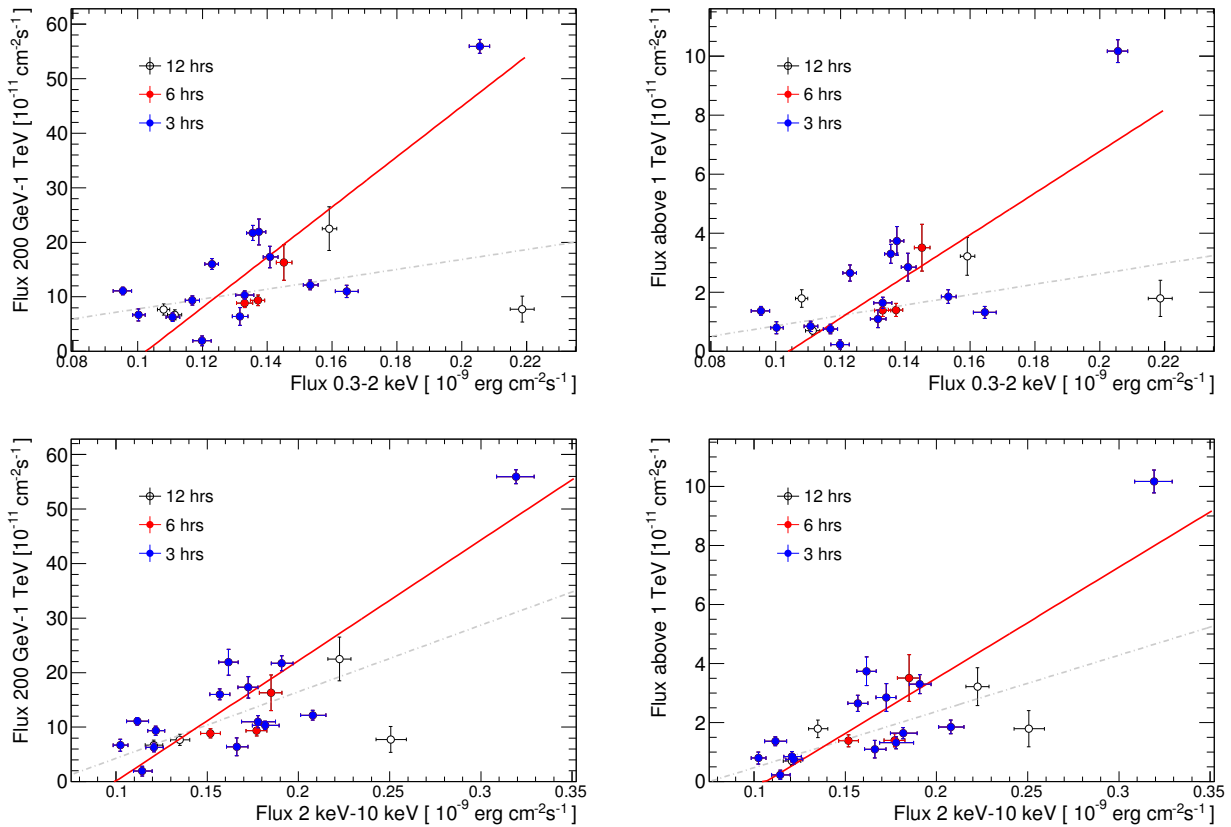 Flux 200 GeV-1 TeV [10⁻¹¹ cm⁻²s⁻¹]
60
50
40
30
20
10
0
12 hrs
6 hrs
3 hrs
0.08 0.1 0.12 0.14 0.16 0.18 0.2 0.22
Flux 0.3-2 keV [ 10⁻⁹ erg cm⁻²s⁻¹]
Flux above 1 TeV [10⁻¹¹ cm⁻²s⁻¹]
10
8
6
4
2
0
12 hrs
6 hrs
3 hrs
0.08 0.1 0.12 0.14 0.16 0.18 0.2 0.22
Flux 0.3-2 keV [ 10⁻⁹ erg cm⁻²s⁻¹]
Flux 200 GeV-1 TeV [10⁻¹¹ cm⁻²s⁻¹]
60
50
40
30
20
10
0
12 hrs
6 hrs
3 hrs
0.1 0.15 0.2 0.25 0.3 0.35
Flux 2 keV-10 keV [ 10⁻⁹ erg cm⁻²s⁻¹]
Flux above 1 TeV [10⁻¹¹ cm⁻²s⁻¹]
10
8
6
4
2
0
12 hrs
6 hrs
3 hrs
0.1 0.15 0.2 0.25 0.3 0.35
Flux 2 keV-10 keV [ 10⁻⁹ erg cm⁻²s⁻¹]